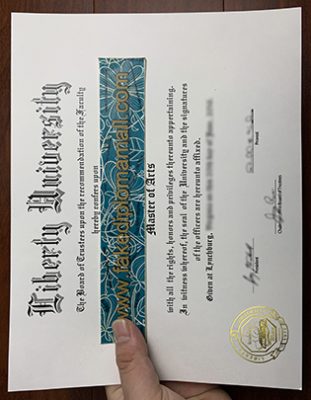 Liberty University
The Board of Trustees upon the recommendation of the Faculty
hereby confers upon
www.fakediplomamall.com
Master of Arts
with all the rights, honors and privileges thereunto appertaining.
In witness whereof, the seal of the University and the signatures
of the officers are hereunto affixed.
Given at Lynchburg,
President